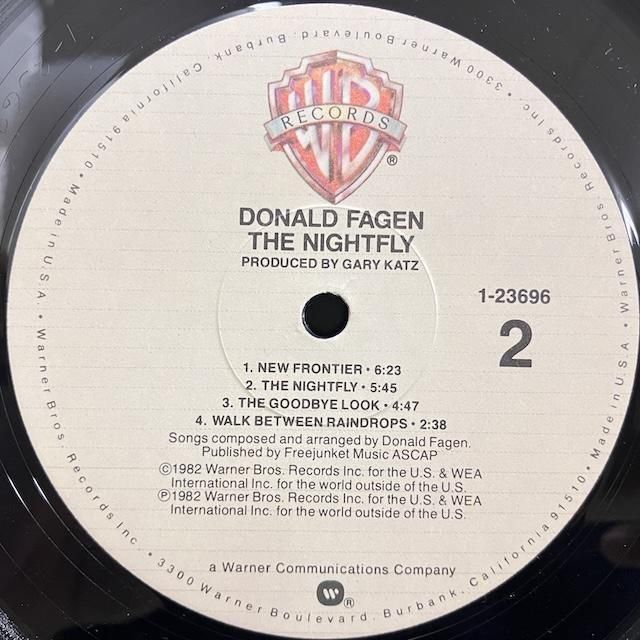 WB
RECORDS
®
DONALD FAGEN
THE NIGHTFLY
PRODUCED BY GARY KATZ
1-23696
2
1. NEW FRONTIER • 6:23
2. THE NIGHTFLY • 5:45
3. THE GOODBYE LOOK • 4:47
4. WALK BETWEEN RAINDROPS • 2:38
Songs composed and arranged by Donald Fagen.
Published by Freejunket Music ASCAP
©1982 Warner Bros. Records Inc. for the U.S. & WEA
International Inc. for the world outside of the U.S.
℗1982 Warner Bros. Records Inc. for the U.S. & WEA
International Inc. for the world outside of the U.S.
a Warner Communications Company
®
Warner Bros. Records Inc. • 3300 Warner Boulevard, Burbank, California 91510 • Made in U.S.A. • Warner Bros. Records Inc. • 3300 Warner Boulevard, Burbank, California 91510 • Made in U.S.A. •